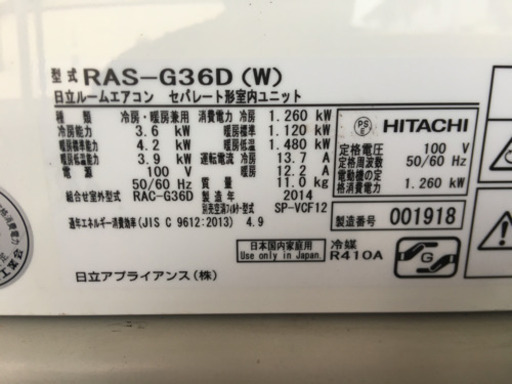 型式 RAS-G36D (W)
日立ルームエアコン セパレート形室内ユニット
種類 冷房・暖房兼用 消費電力 冷房 1.260 kW
冷房能力 3.6 kW 暖房標準 1.120 kW
暖房標準能力 4.2 kW 暖房低温 1.480 kW
暖房低温能力 3.9 kW 運転電流 冷房 13.7 A
電源 100 V 暖房 12.2 A
50/60 Hz 質量 11.0 kg
組合せ室外型式 RAC-G36D 製造年 2014
別売空清フィルター型式 SP-VCF12
通年エネルギー消費効率 (JIS C 9612:2013) 4.9
日本国内家庭用
Use only in Japan.
冷媒
R410A
G
日立アプライアンス (株)
PS
E
HITACHI
定格電圧 100 V
定格周波数 50/60 Hz
電動機の定格消費電力
1.260 kW
製造番号 001918